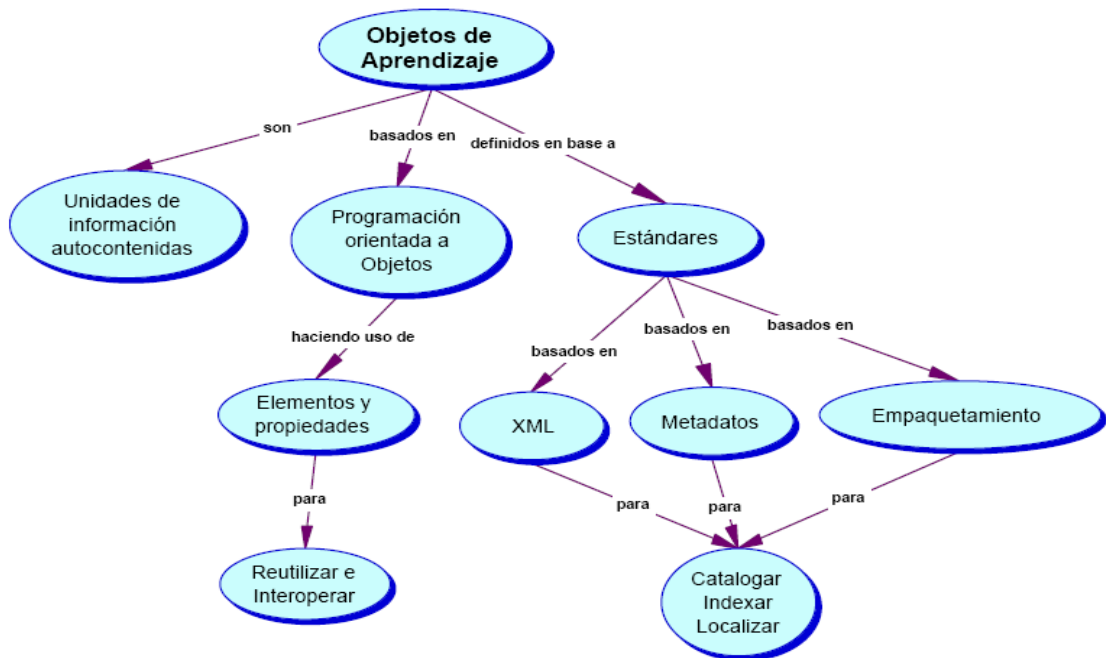 Objetos de
Aprendizaje
son
basados en
definidos en base a
Unidades de
información
autocontenidas
Programación
orientada a
Objetos
Estándares
haciendo uso de
basados en
basados en
basados en
Elementos y
propiedades
XML
Metadatos
Empaquetamiento
para
para
para
para
Reutilizar e
Interoperar
Catalogar
Indexar
Localizar